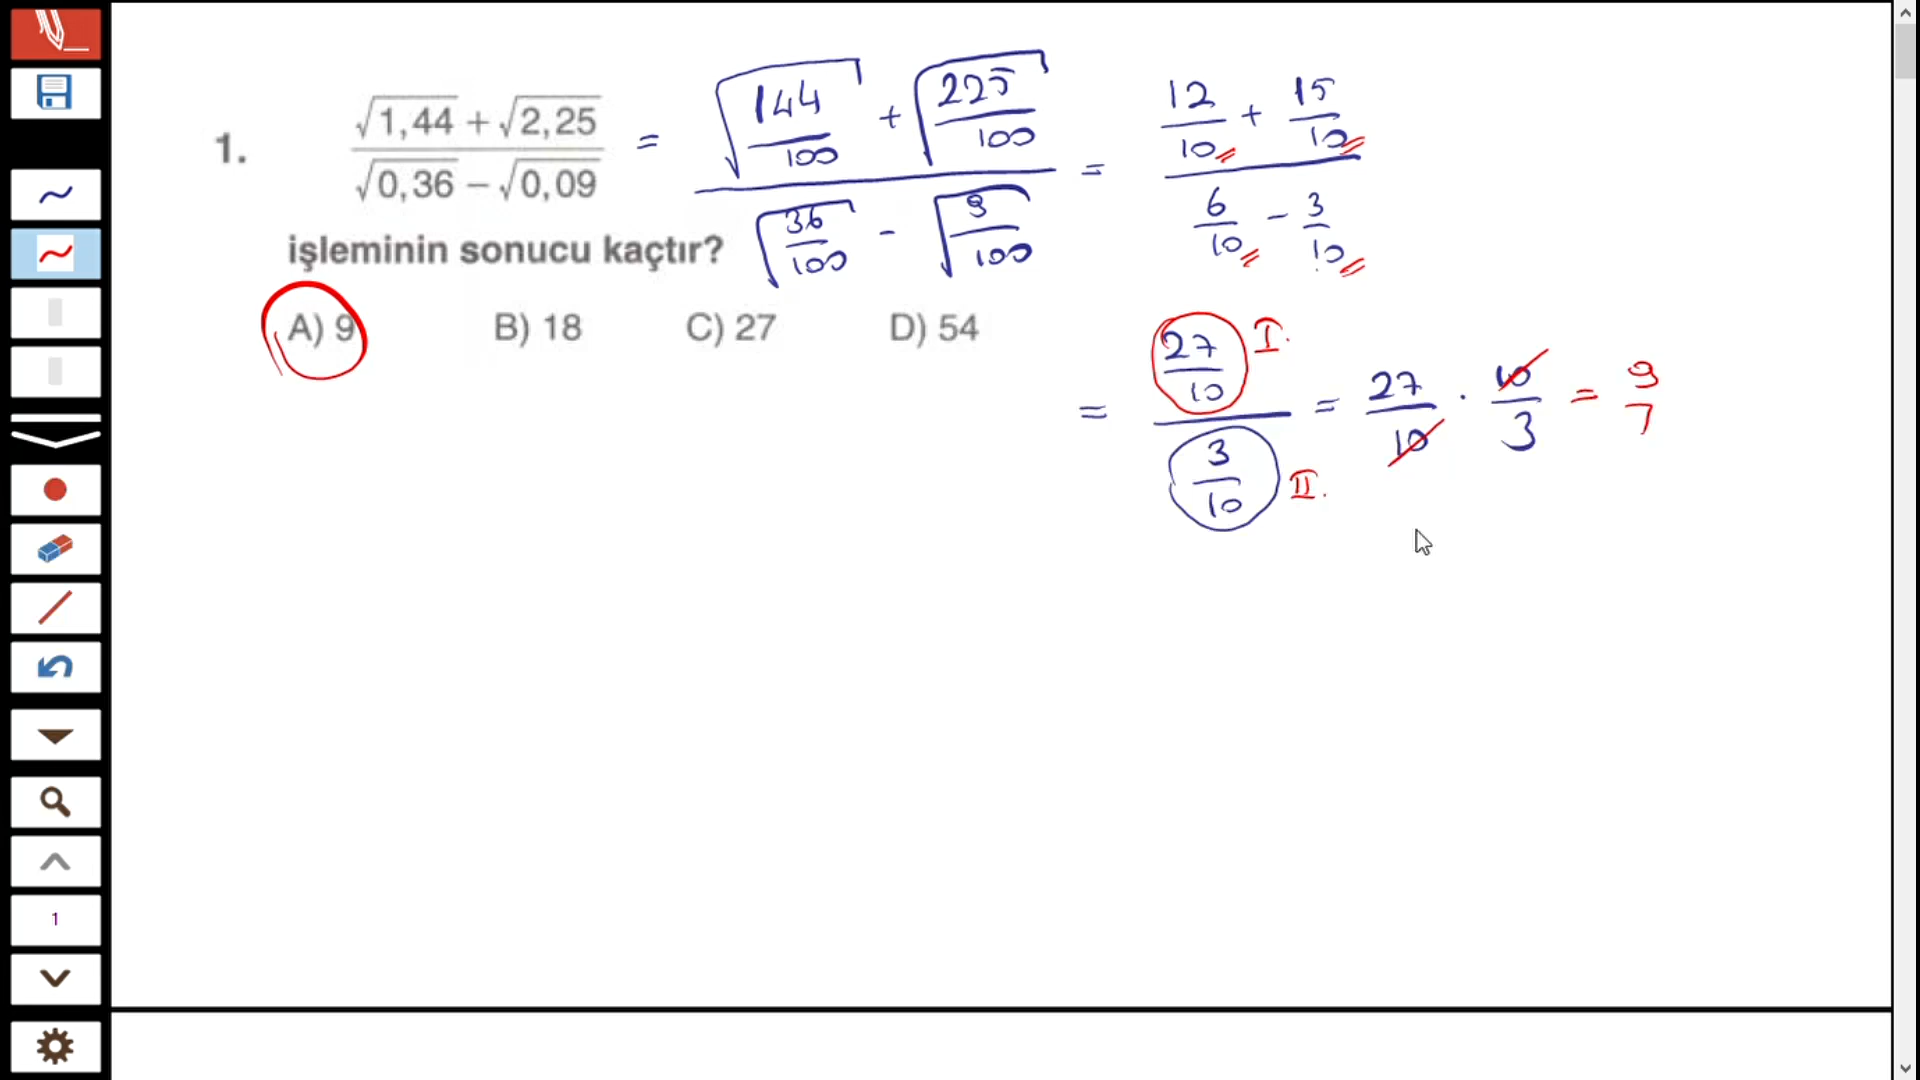 1. (√1,44 + √2,25) / (√0,36 − √0,09) = (√(144/100) + √(225/100)) / (√(36/100) - √(9/100)) = (12/10 + 15/10) / (6/10 - 3/10)
işleminin sonucu kaçtır?
A) 9 B) 18 C) 27 D) 54
= (27/10) / (3/10) I. II. = 27/10 · 10/3 = 9/7
1